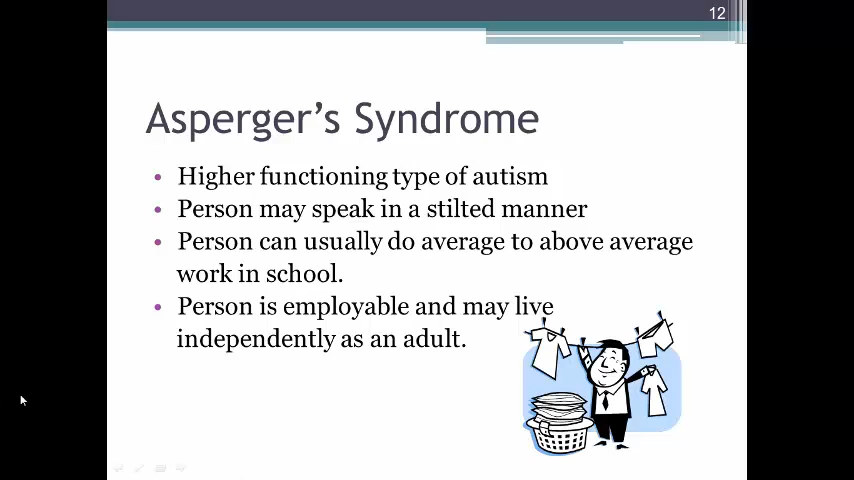 12
Asperger's Syndrome
• Higher functioning type of autism
• Person may speak in a stilted manner
• Person can usually do average to above average
work in school.
• Person is employable and may live
independently as an adult.